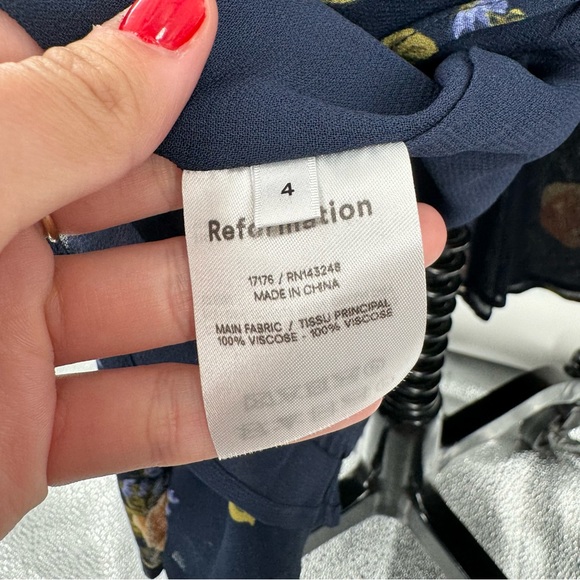 4
Reformation
17176 / RN143248
MADE IN CHINA
MAIN FABRIC / TISSU PRINCIPAL
100% VISCOSE - 100% VISCOSE